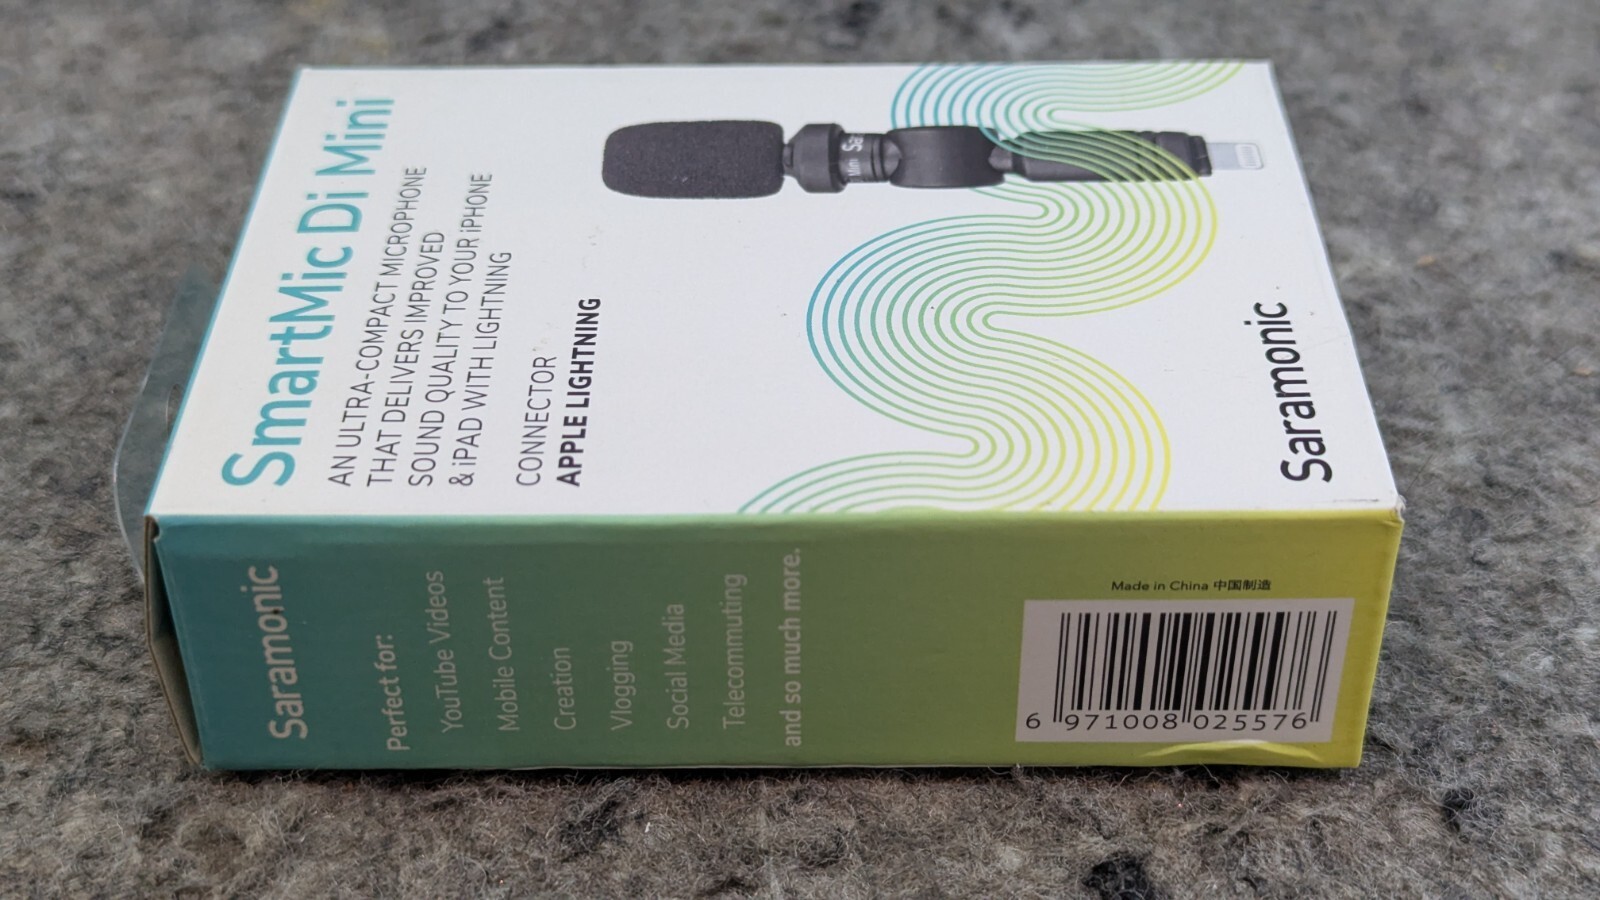 SmartMic Di Mini
AN ULTRA-COMPACT MICROPHONE
THAT DELIVERS IMPROVED
SOUND QUALITY TO YOUR iPHONE
& iPAD WITH LIGHTNING
CONNECTOR
APPLE LIGHTNING
Mini Sa
Saramonic
Saramonic
Perfect for:
YouTube Videos
Mobile Content
Creation
Vlogging
Social Media
Telecommuting
and so much more.
Made in China 中国制造
6 971008 025576